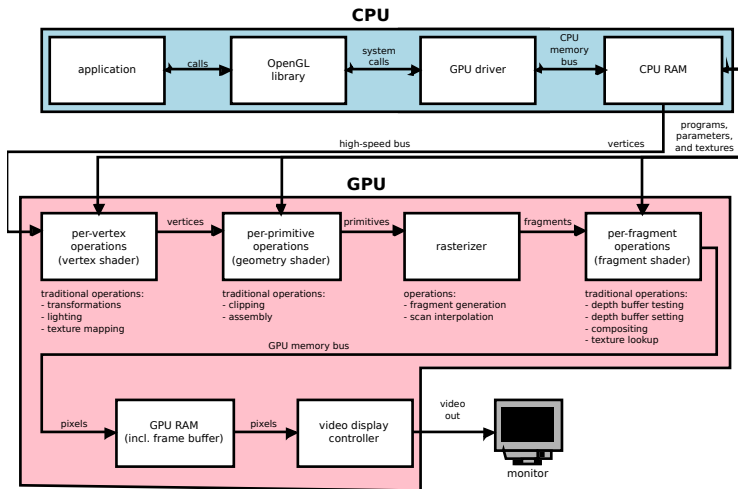 CPU
application
calls
OpenGL
library
system
calls
GPU driver
CPU
memory
bus
CPU RAM
high-speed bus
vertices
programs,
parameters,
and textures
GPU
per-vertex
operations
(vertex shader)
vertices
per-primitive
operations
(geometry shader)
primitives
rasterizer
fragments
per-fragment
operations
(fragment shader)
traditional operations:
- transformations
- lighting
- texture mapping
traditional operations:
- clipping
- assembly
operations:
- fragment generation
- scan interpolation
traditional operations:
- depth buffer testing
- depth buffer setting
- compositing
- texture lookup
GPU memory bus
pixels
GPU RAM
(incl. frame buffer)
pixels
video display
controller
video
out
monitor